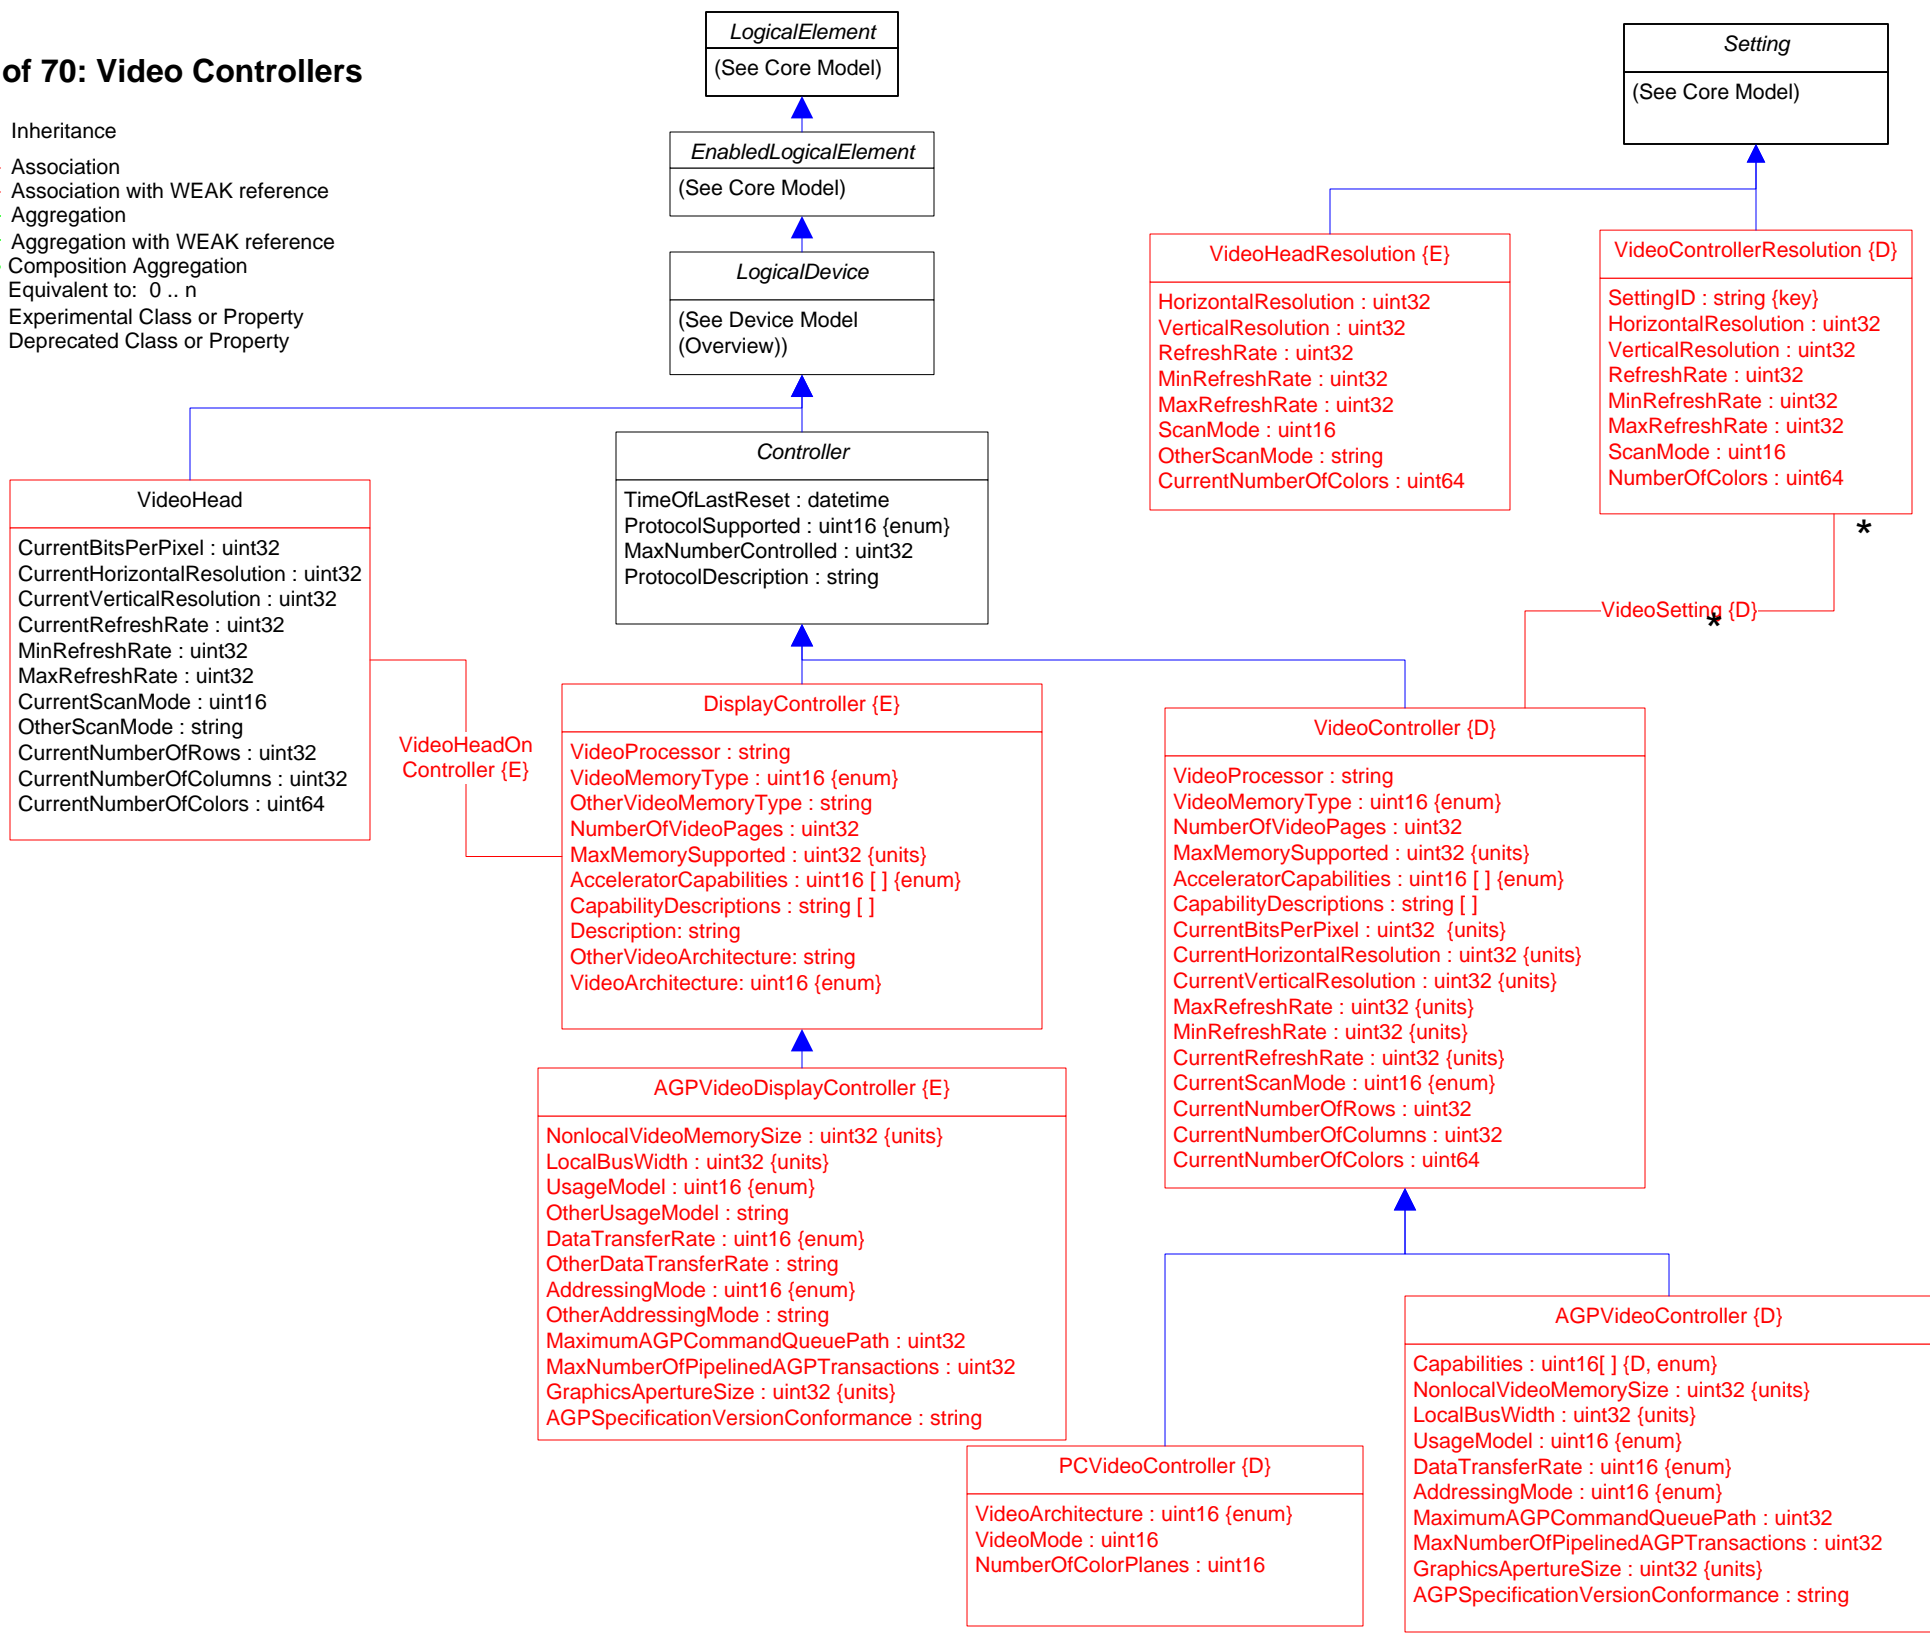 of 70: Video Controllers
Inheritance
Association
Association with WEAK reference
Aggregation
Aggregation with WEAK reference
Composition Aggregation
Equivalent to: 0 .. n
Experimental Class or Property
Deprecated Class or Property
LogicalElement
(See Core Model)
EnabledLogicalElement
(See Core Model)
LogicalDevice
(See Device Model
(Overview))
Setting
(See Core Model)
VideoHeadResolution {E}
HorizontalResolution : uint32
VerticalResolution : uint32
RefreshRate : uint32
MinRefreshRate : uint32
MaxRefreshRate : uint32
ScanMode : uint16
OtherScanMode : string
CurrentNumberOfColors : uint64
VideoControllerResolution {D}
SettingID : string {key}
HorizontalResolution : uint32
VerticalResolution : uint32
RefreshRate : uint32
MinRefreshRate : uint32
MaxRefreshRate : uint32
ScanMode : uint16
NumberOfColors : uint64
*
VideoSetting {D}
*
VideoHead
CurrentBitsPerPixel : uint32
CurrentHorizontalResolution : uint32
CurrentVerticalResolution : uint32
CurrentRefreshRate : uint32
MinRefreshRate : uint32
MaxRefreshRate : uint32
CurrentScanMode : uint16
OtherScanMode : string
CurrentNumberOfRows : uint32
CurrentNumberOfColumns : uint32
CurrentNumberOfColors : uint64
Controller
TimeOfLastReset : datetime
ProtocolSupported : uint16 {enum}
MaxNumberControlled : uint32
ProtocolDescription : string
VideoHeadOn
Controller {E}
DisplayController {E}
VideoProcessor : string
VideoMemoryType : uint16 {enum}
OtherVideoMemoryType : string
NumberOfVideoPages : uint32
MaxMemorySupported : uint32 {units}
AcceleratorCapabilities : uint16 [ ] {enum}
CapabilityDescriptions : string [ ]
Description: string
OtherVideoArchitecture: string
VideoArchitecture: uint16 {enum}
VideoController {D}
VideoProcessor : string
VideoMemoryType : uint16 {enum}
NumberOfVideoPages : uint32
MaxMemorySupported : uint32 {units}
AcceleratorCapabilities : uint16 [ ] {enum}
CapabilityDescriptions : string [ ]
CurrentBitsPerPixel : uint32 {units}
CurrentHorizontalResolution : uint32 {units}
CurrentVerticalResolution : uint32 {units}
MaxRefreshRate : uint32 {units}
MinRefreshRate : uint32 {units}
CurrentRefreshRate : uint32 {units}
CurrentScanMode : uint16 {enum}
CurrentNumberOfRows : uint32
CurrentNumberOfColumns : uint32
CurrentNumberOfColors : uint64
AGPVideoDisplayController {E}
NonlocalVideoMemorySize : uint32 {units}
LocalBusWidth : uint32 {units}
UsageModel : uint16 {enum}
OtherUsageModel : string
DataTransferRate : uint16 {enum}
OtherDataTransferRate : string
AddressingMode : uint16 {enum}
OtherAddressingMode : string
MaximumAGPCommandQueuePath : uint32
MaxNumberOfPipelinedAGPTransactions : uint32
GraphicsApertureSize : uint32 {units}
AGPSpecificationVersionConformance : string
PCVideoController {D}
VideoArchitecture : uint16 {enum}
VideoMode : uint16
NumberOfColorPlanes : uint16
AGPVideoController {D}
Capabilities : uint16[ ] {D, enum}
NonlocalVideoMemorySize : uint32 {units}
LocalBusWidth : uint32 {units}
UsageModel : uint16 {enum}
DataTransferRate : uint16 {enum}
AddressingMode : uint16 {enum}
MaximumAGPCommandQueuePath : uint32
MaxNumberOfPipelinedAGPTransactions : uint32
GraphicsApertureSize : uint32 {units}
AGPSpecificationVersionConformance : string